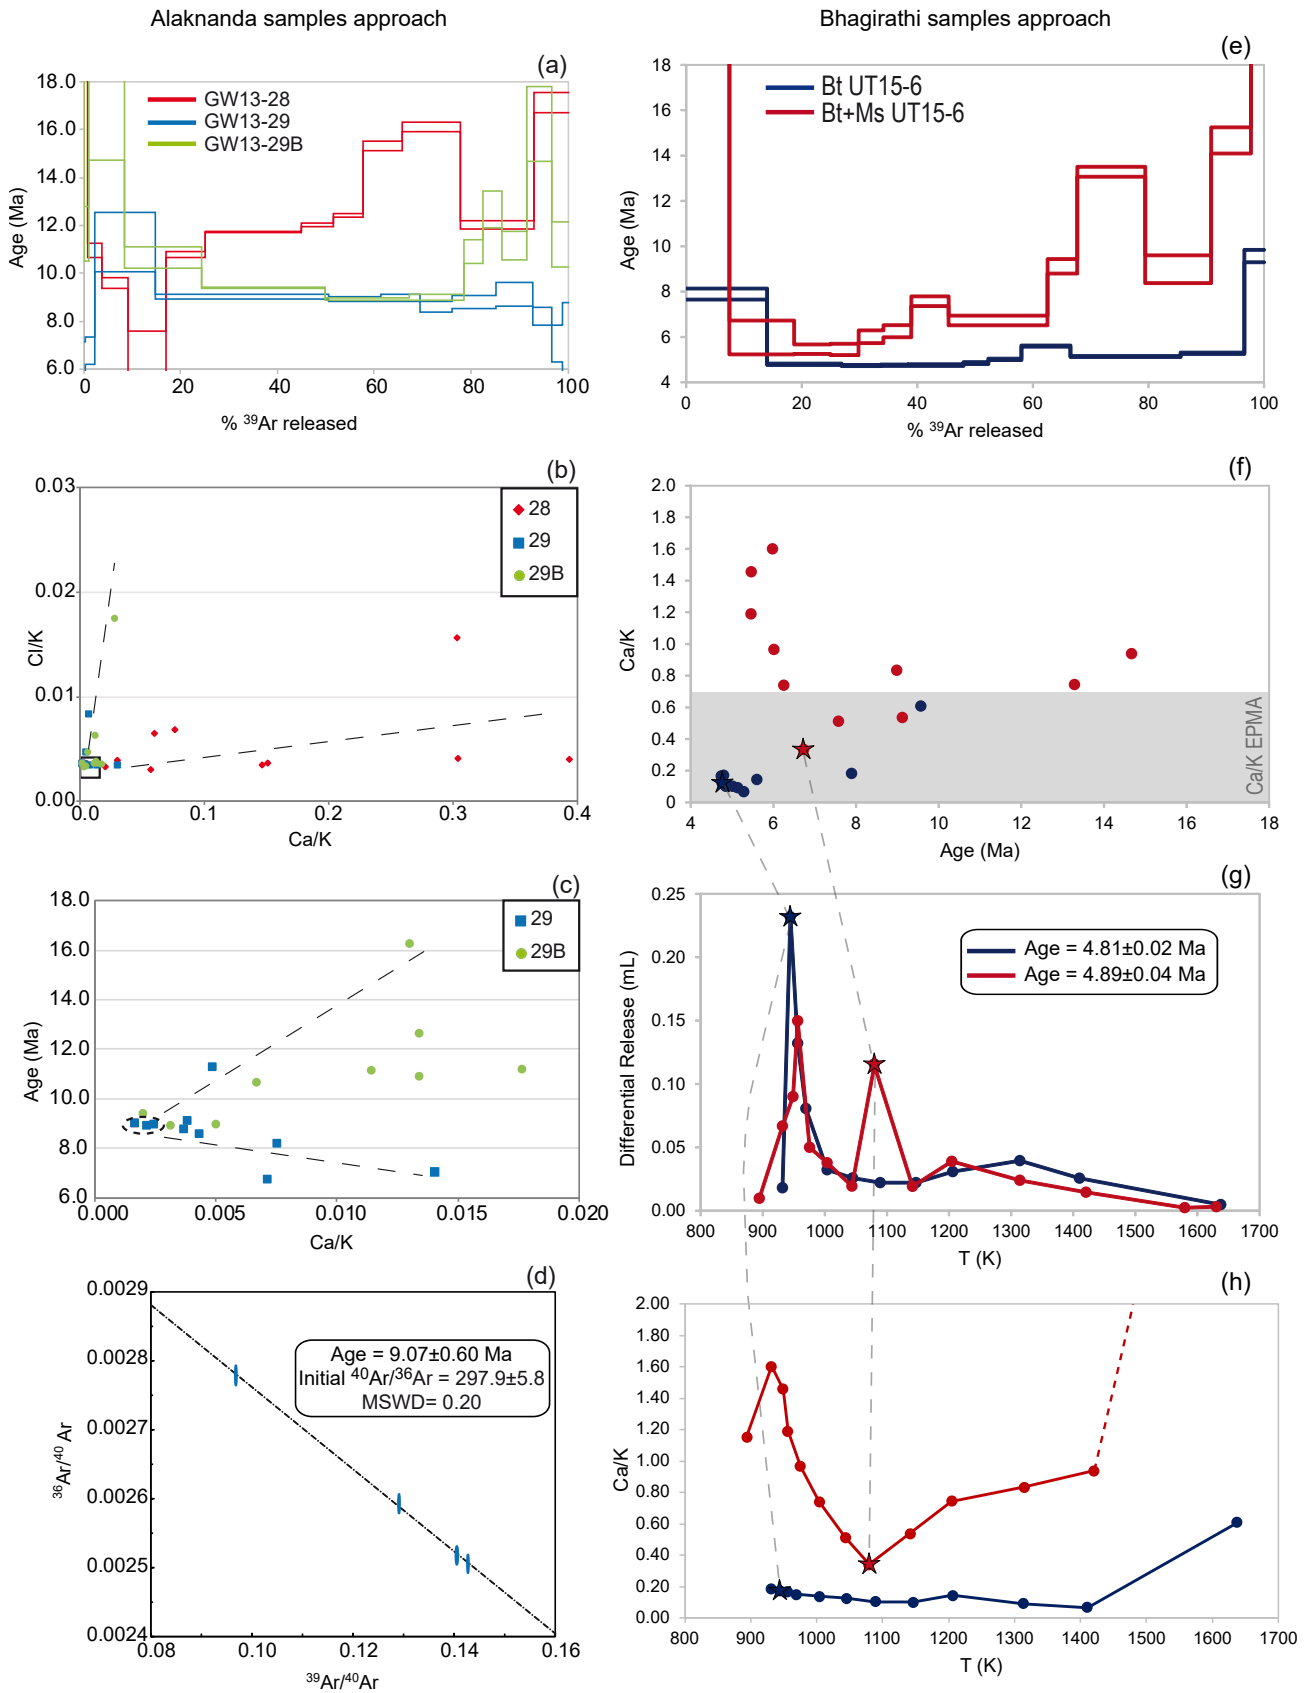 Alaknanda samples approach
Bhagirathi samples approach
(a)
18.0
16.0
14.0
12.0
10.0
8.0
6.0
Age (Ma)
GW13-28
GW13-29
GW13-29B
0 20 40 60 80 100
% ³⁹Ar released
(e)
18
16
14
12
10
8
6
4
Age (Ma)
Bt UT15-6
Bt+Ms UT15-6
0 20 40 60 80 100
% ³⁹Ar released
(b)
0.03
0.02
0.01
0.00
Cl/K
28
29
29B
0.0 0.1 0.2 0.3 0.4
Ca/K
(f)
2.0
1.8
1.6
1.4
1.2
1.0
0.8
0.6
0.4
0.2
0
Ca/K
Ca/K EPMA
4 6 8 10 12 14 16 18
Age (Ma)
(c)
18.0
16.0
14.0
12.0
10.0
8.0
6.0
Age (Ma)
29
29B
0.000 0.005 0.010 0.015 0.020
Ca/K
(g)
0.25
0.20
0.15
0.10
0.05
0.00
Differential Release (mL)
Age = 4.81±0.02 Ma
Age = 4.89±0.04 Ma
800 900 1000 1100 1200 1300 1400 1500 1600 1700
T (K)
(d)
0.0029
0.0028
0.0027
0.0026
0.0025
0.0024
³⁶Ar/⁴⁰ Ar
Age = 9.07±0.60 Ma
Initial ⁴⁰Ar/³⁶Ar = 297.9±5.8
MSWD= 0.20
0.08 0.10 0.12 0.14 0.16
³⁹Ar/⁴⁰Ar
(h)
2.00
1.80
1.60
1.40
1.20
1.00
0.80
0.60
0.40
0.20
0.00
Ca/K
800 900 1000 1100 1200 1300 1400 1500 1600 1700
T (K)